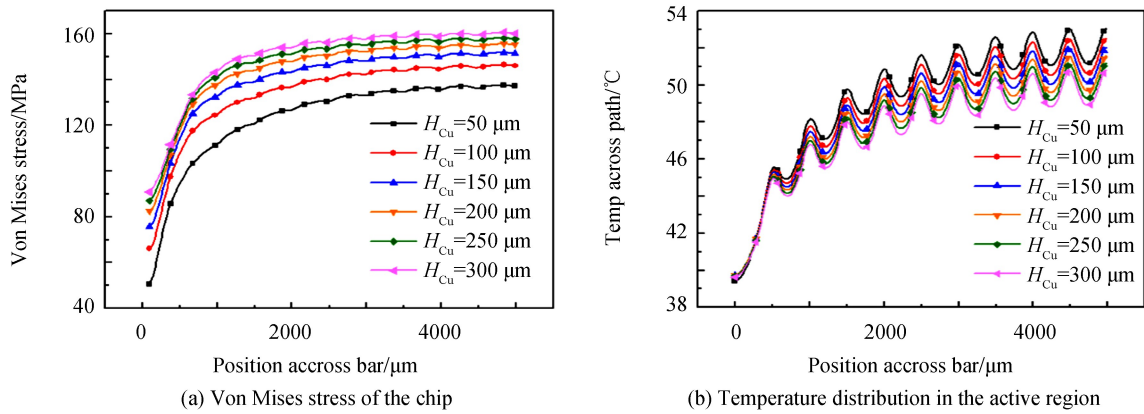 160
120
80
40
Von Mises stress/MPa
H_Cu=50 μm
H_Cu=100 μm
H_Cu=150 μm
H_Cu=200 μm
H_Cu=250 μm
H_Cu=300 μm
0 2000 4000
Position accross bar/μm
(a) Von Mises stress of the chip
54
50
46
42
38
Temp across path/℃
H_Cu=50 μm
H_Cu=100 μm
H_Cu=150 μm
H_Cu=200 μm
H_Cu=250 μm
H_Cu=300 μm
0 2000 4000
Position accross bar/μm
(b) Temperature distribution in the active region